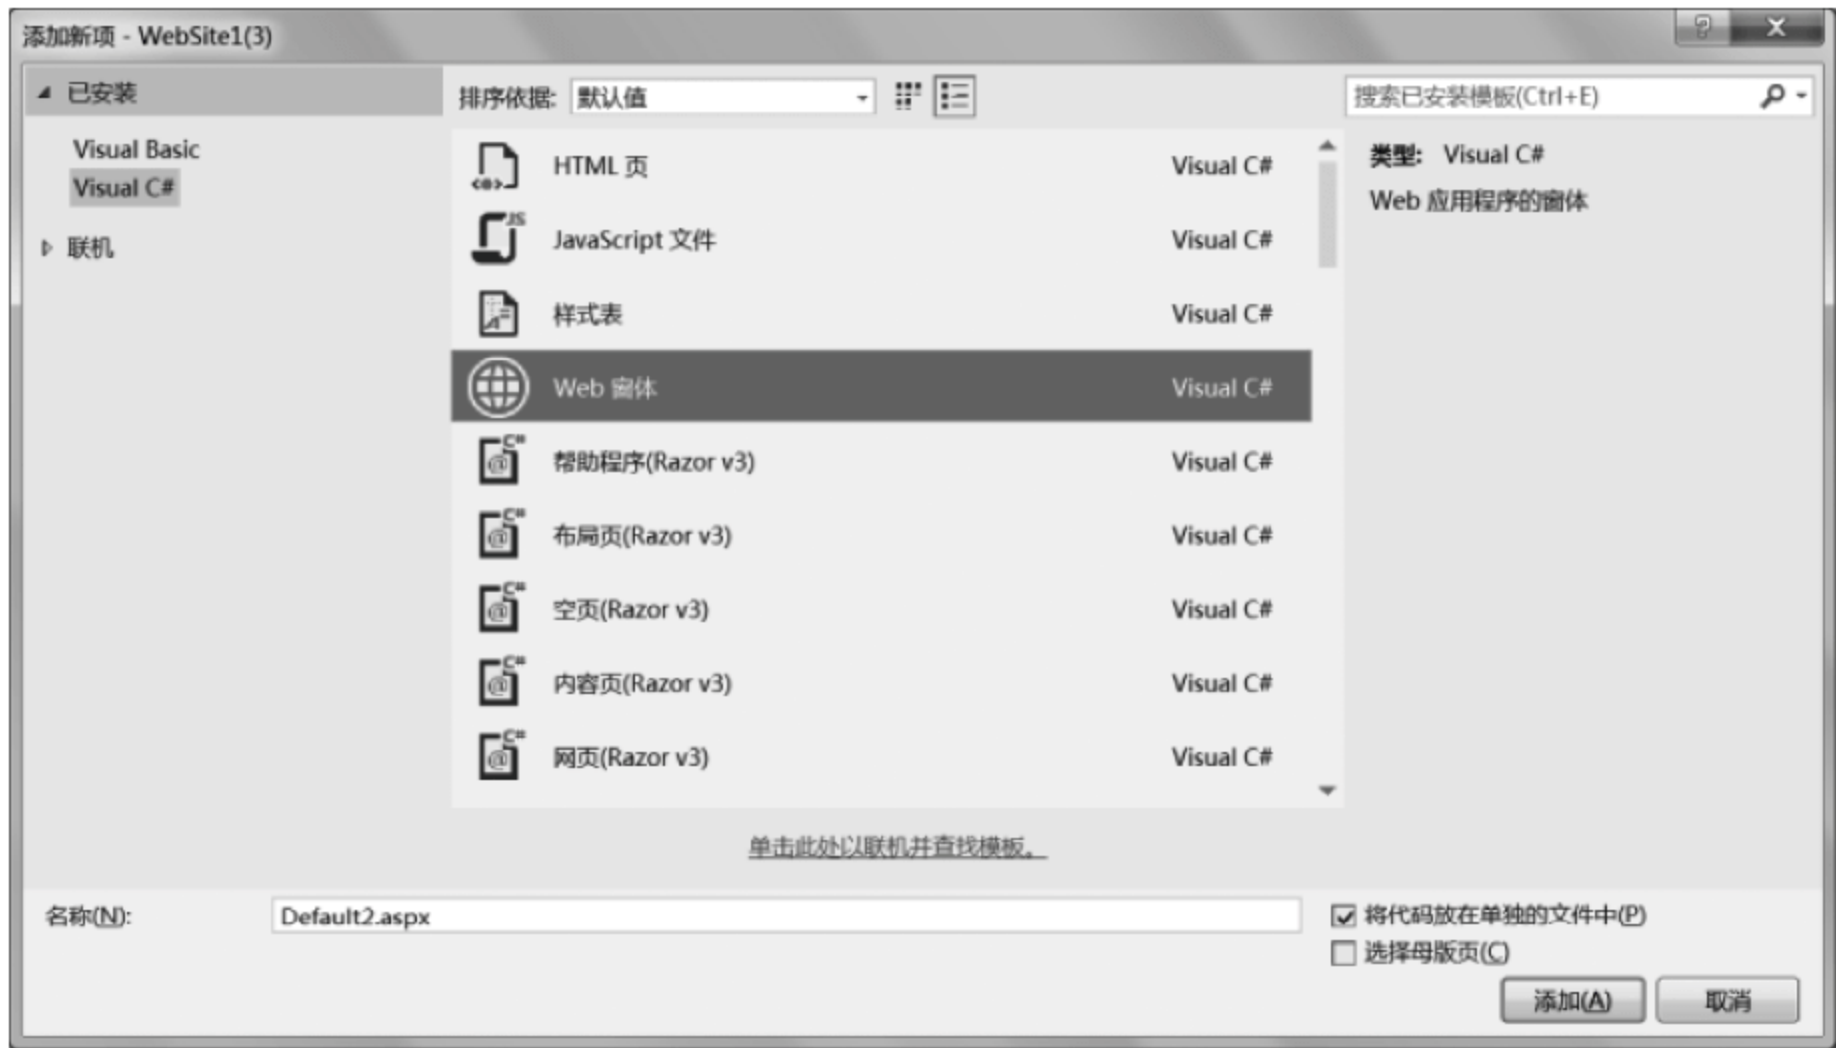 添加新项 - WebSite1(3)
已安装
Visual Basic
Visual C#
联机
排序依据: 默认值
搜索已安装模板(Ctrl+E)
HTML 页 Visual C#
JavaScript 文件 Visual C#
样式表 Visual C#
Web 窗体 Visual C#
帮助程序(Razor v3) Visual C#
布局页(Razor v3) Visual C#
空页(Razor v3) Visual C#
内容页(Razor v3) Visual C#
网页(Razor v3) Visual C#
类型: Visual C#
Web 应用程序的窗体
单击此处以联机并查找模板。
名称(N): Default2.aspx
将代码放在单独的文件中(P)
选择母版页(C)
添加(A) 取消